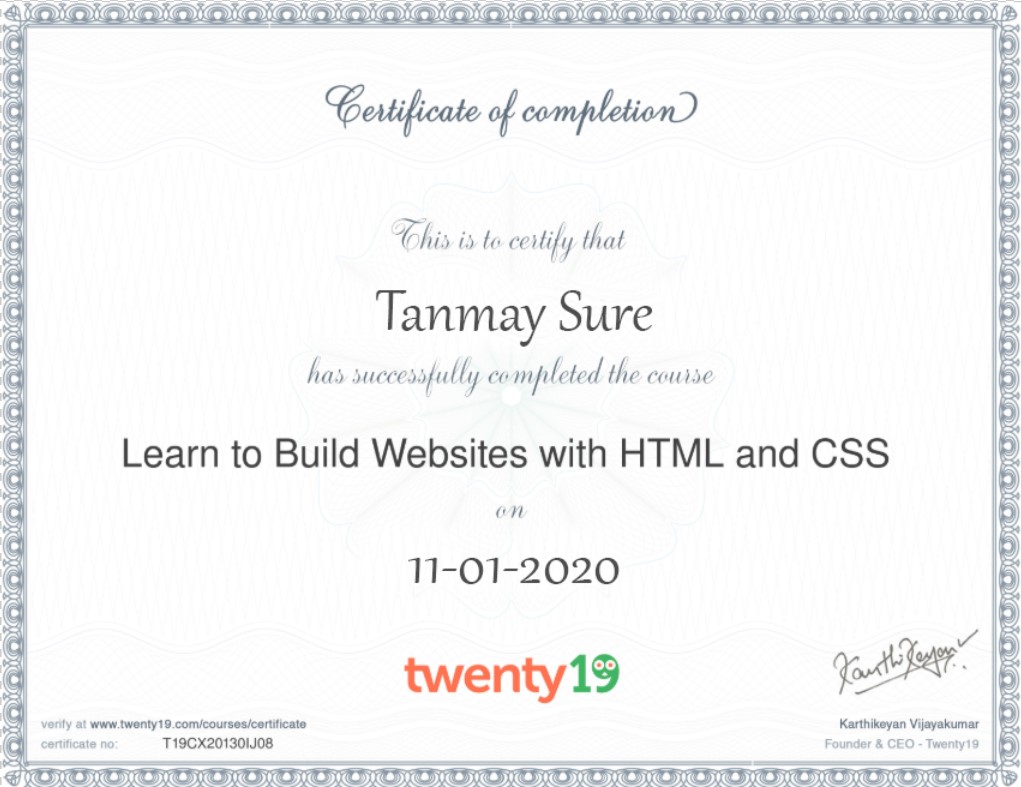 Certificate of completion
This is to certify that
Tanmay Sure
has successfully completed the course
Learn to Build Websites with HTML and CSS
on
11-01-2020
twenty19
KarthiKeyan
verify at www.twenty19.com/courses/certificate
Karthikeyan Vijayakumar
certificate no: T19CX20130IJ08
Founder & CEO - Twenty19